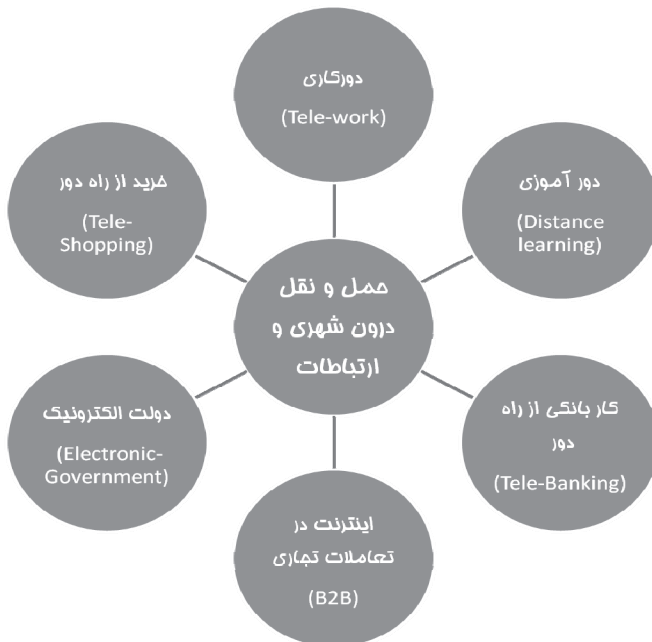 دورکاری
(Tele-work)
دور آموزی
(Distance
learning)
کار بانکی از راه
دور
(Tele-Banking)
اینترنت در
تعاملات تجاری
(B2B)
دولت الکترونیک
(Electronic-
Government)
خرید از راه دور
(Tele-
Shopping)
حمل و نقل
درون شهری و
ارتباطات